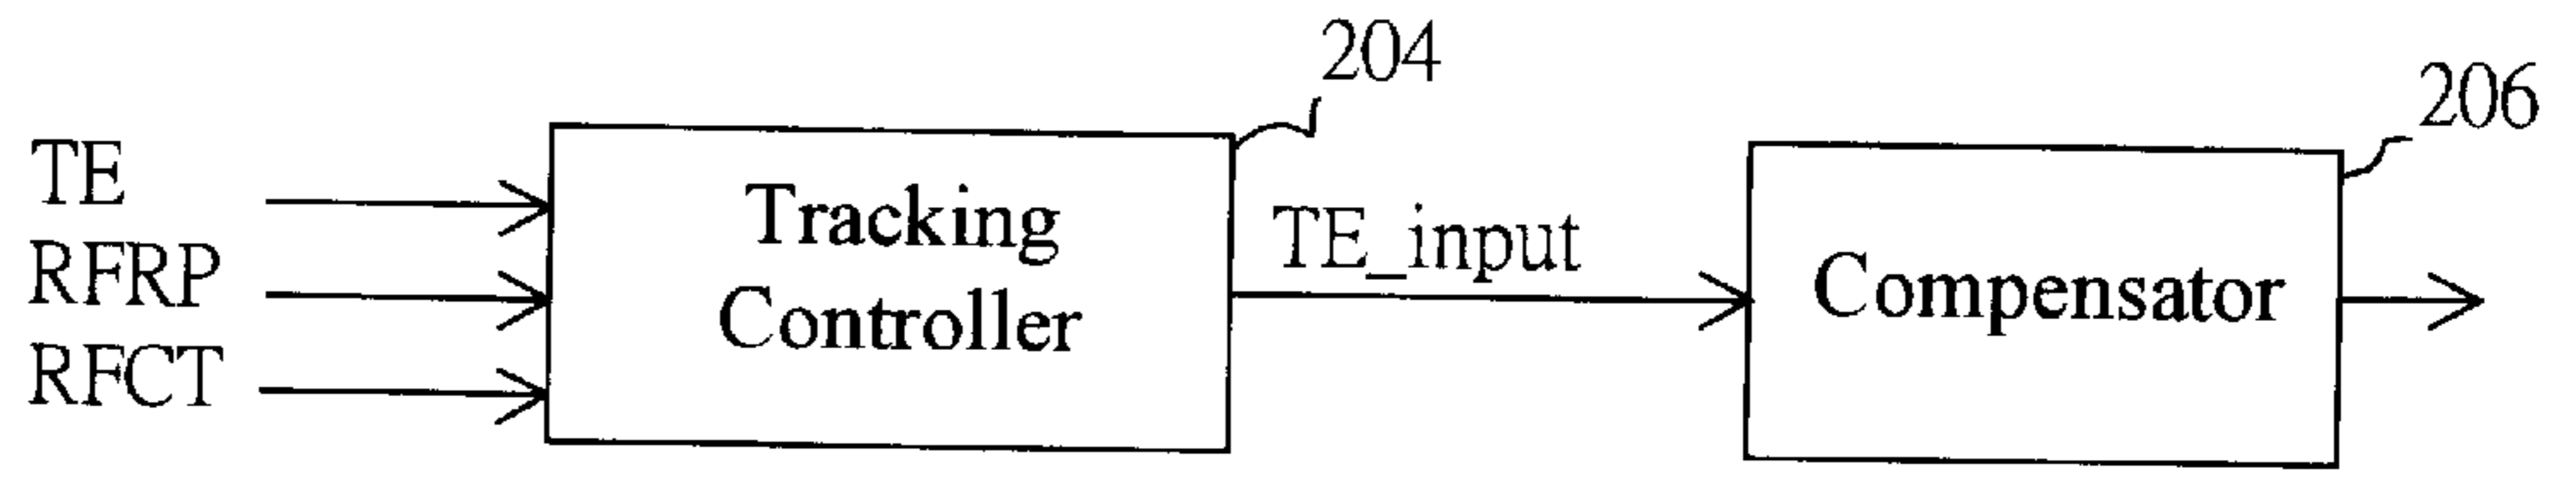 204
206
TE
RFRP
RFCT
Tracking
Controller
TE_input
Compensator